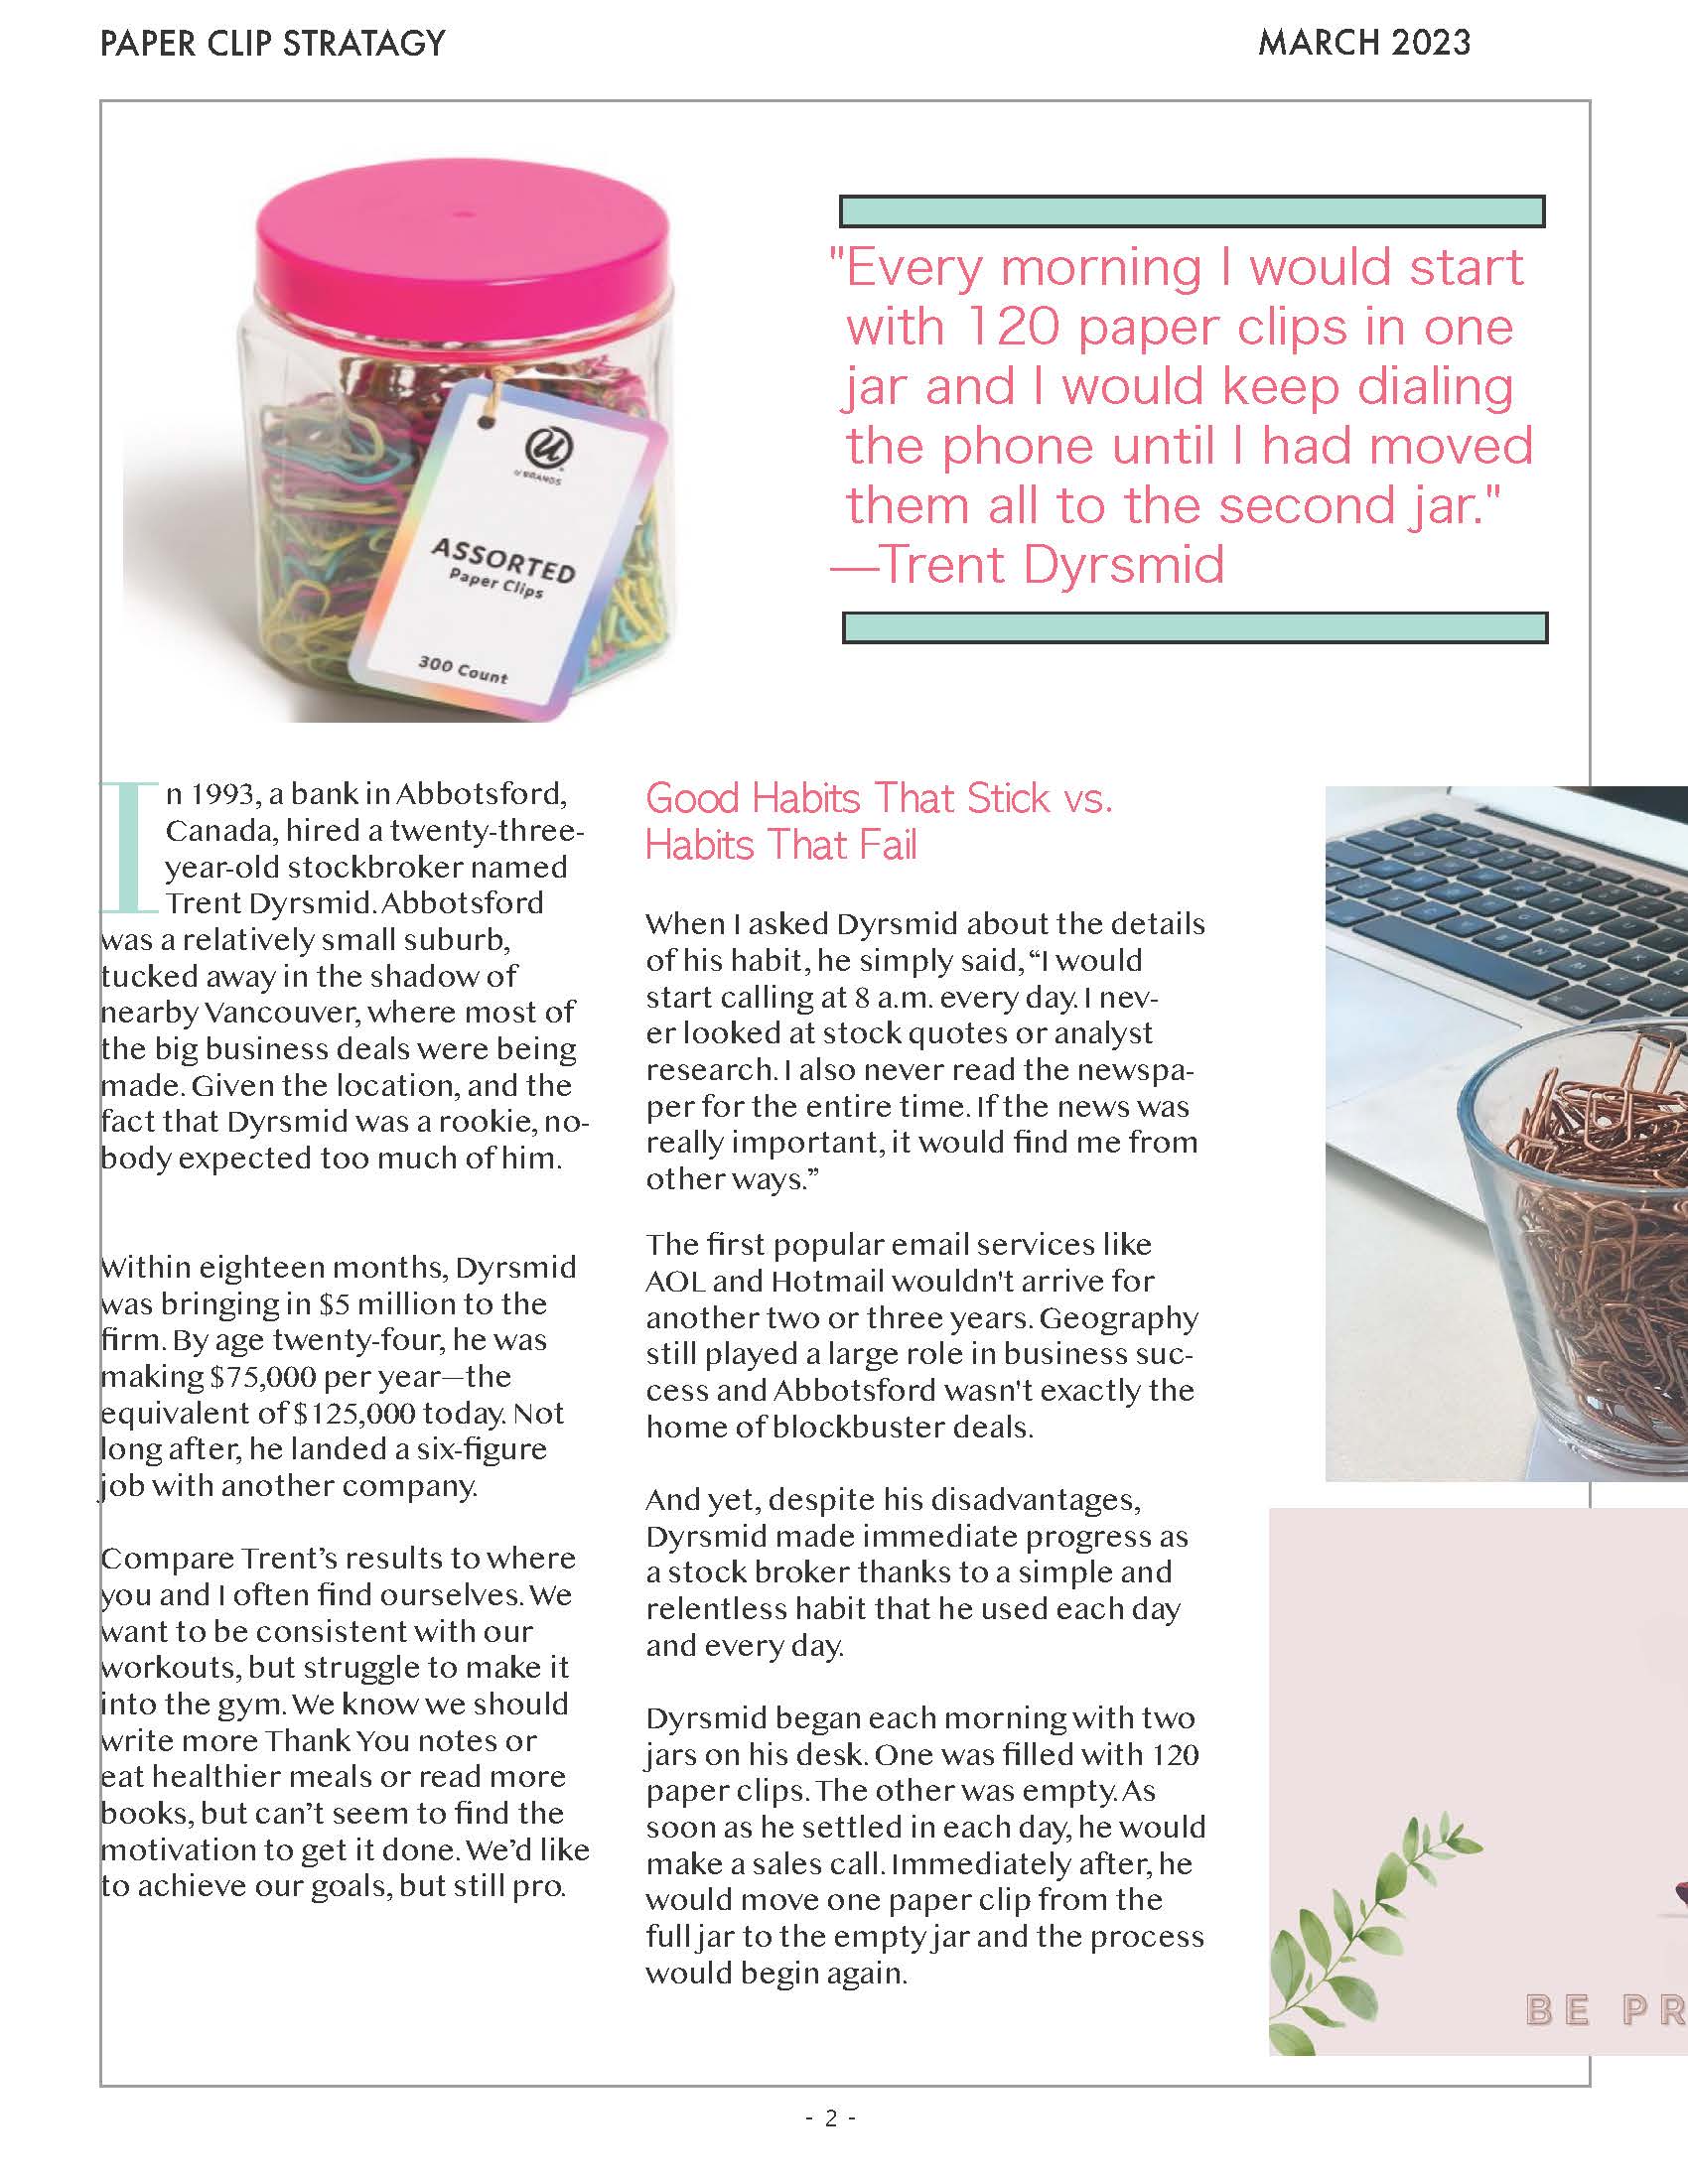 PAPER CLIP STRATAGY
MARCH 2023
U BRANDS
ASSORTED
Paper Clips
300 Count
"Every morning I would start
with 120 paper clips in one
jar and I would keep dialing
the phone until I had moved
them all to the second jar."
—Trent Dyrsmid
In 1993, a bank in Abbotsford,
Canada, hired a twenty-three-
year-old stockbroker named
Trent Dyrsmid. Abbotsford
was a relatively small suburb,
tucked away in the shadow of
nearby Vancouver, where most of
the big business deals were being
made. Given the location, and the
fact that Dyrsmid was a rookie, no-
body expected too much of him.
Within eighteen months, Dyrsmid
was bringing in $5 million to the
firm. By age twenty-four, he was
making $75,000 per year—the
equivalent of $125,000 today. Not
long after, he landed a six-figure
job with another company.
Compare Trent’s results to where
you and I often find ourselves. We
want to be consistent with our
workouts, but struggle to make it
into the gym. We know we should
write more Thank You notes or
eat healthier meals or read more
books, but can’t seem to find the
motivation to get it done. We’d like
to achieve our goals, but still pro.
Good Habits That Stick vs.
Habits That Fail
When I asked Dyrsmid about the details
of his habit, he simply said, “I would
start calling at 8 a.m. every day. I nev-
er looked at stock quotes or analyst
research. I also never read the newspa-
per for the entire time. If the news was
really important, it would find me from
other ways.”
The first popular email services like
AOL and Hotmail wouldn't arrive for
another two or three years. Geography
still played a large role in business suc-
cess and Abbotsford wasn't exactly the
home of blockbuster deals.
And yet, despite his disadvantages,
Dyrsmid made immediate progress as
a stock broker thanks to a simple and
relentless habit that he used each day
and every day.
Dyrsmid began each morning with two
jars on his desk. One was filled with 120
paper clips. The other was empty. As
soon as he settled in each day, he would
make a sales call. Immediately after, he
would move one paper clip from the
full jar to the empty jar and the process
would begin again.
BE PR
- 2 -